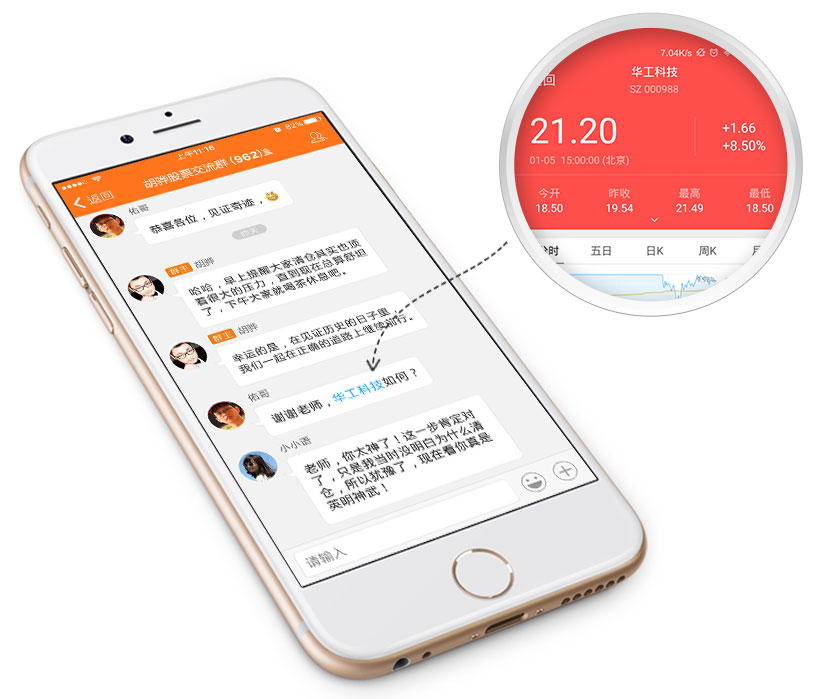 上午11:16
82%
返回
胡骅股票交流群 (962)
佑哥
恭喜各位，见证奇迹，
昨天
群主 胡骅
哈哈，早上提醒大家清仓其实也顶
着很大的压力，直到现在总算舒坦
了，下午大家就喝茶休息吧。
群主 胡骅
幸运的是，在见证历史的日子里，
我们一起在正确的道路上继续前行。
佑哥
谢谢老师，华工科技如何？
小小语
老师，你太神了！这一步肯定对
了，只是我当时没明白为什么清
仓，所以犹豫了，现在看你真是
英明神武！
请输入
7.04K/s
回
华工科技
SZ 000988
21.20
+1.66
+8.50%
01-05 15:00:00 (北京)
今开 昨收 最高 最低
18.50 19.54 21.49 18.50
时 五日 日K 周K